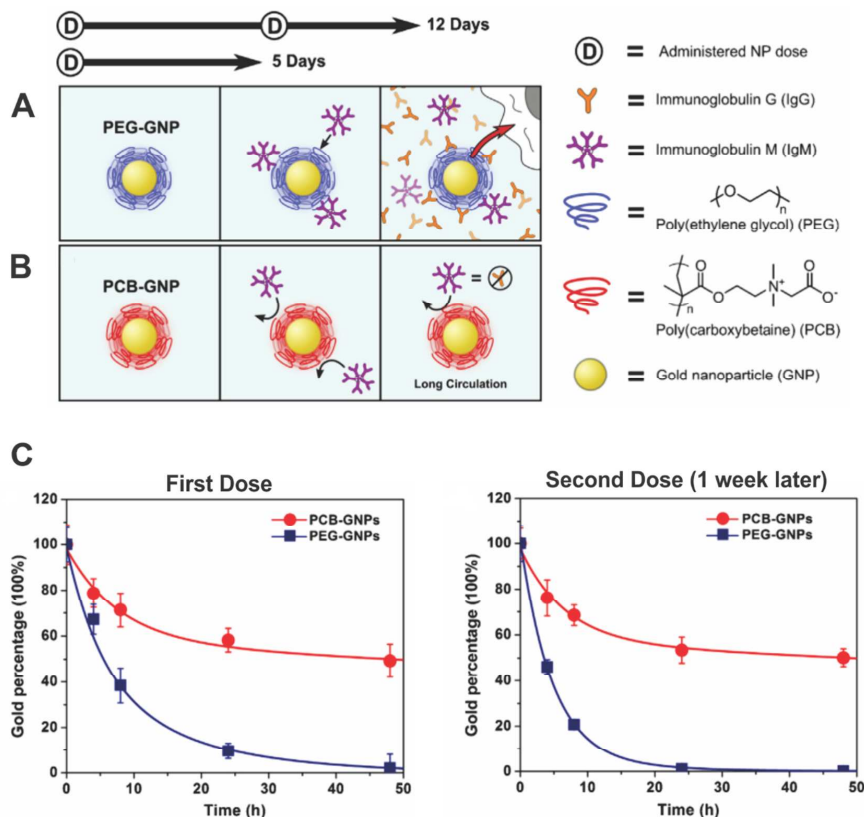 D
D
12 Days
D
5 Days
D
=
Administered NP dose
A
PEG-GNP
=
Immunoglobulin G (IgG)
=
Immunoglobulin M (IgM)
=
O
n
Poly(ethylene glycol) (PEG)
B
PCB-GNP
=
Long Circulation
=
n
O
O
N+
O
O-
Poly(carboxybetaine) (PCB)
=
Gold nanoparticle (GNP)
C
First Dose
Gold percentage (100%)
120
100
80
60
40
20
0
PCB-GNPs
PEG-GNPs
0
10
20
30
40
50
Time (h)
Second Dose (1 week later)
Gold percentage (100%)
120
100
80
60
40
20
0
PCB-GNPs
PEG-GNPs
0
10
20
30
40
50
Time (h)